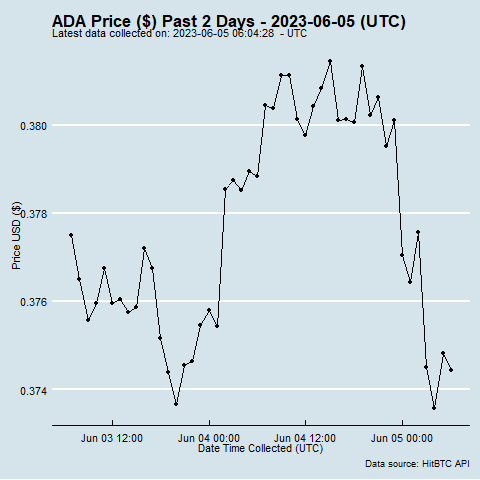 ADA Price ($) Past 2 Days - 2023-06-05 (UTC)
Latest data collected on: 2023-06-05 06:04:28  - UTC
0.380
0.378
0.376
0.374
Price USD ($)
Jun 03 12:00
Jun 04 00:00
Jun 04 12:00
Jun 05 00:00
Date Time Collected (UTC)
Data source: HitBTC API